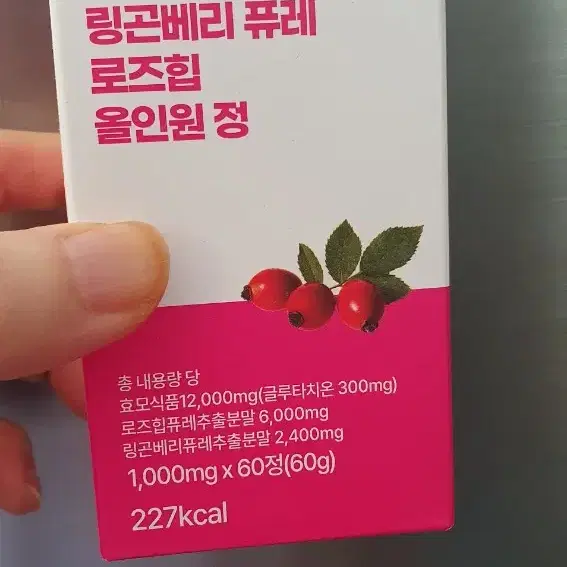 링곤베리 퓨레
로즈힙
올인원 정
총 내용량 당
효모식품12,000mg(글루타치온 300mg)
로즈힙퓨레추출분말 6,000mg
링곤베리퓨레추출분말 2,400mg
1,000mg x 60정(60g)
227kcal